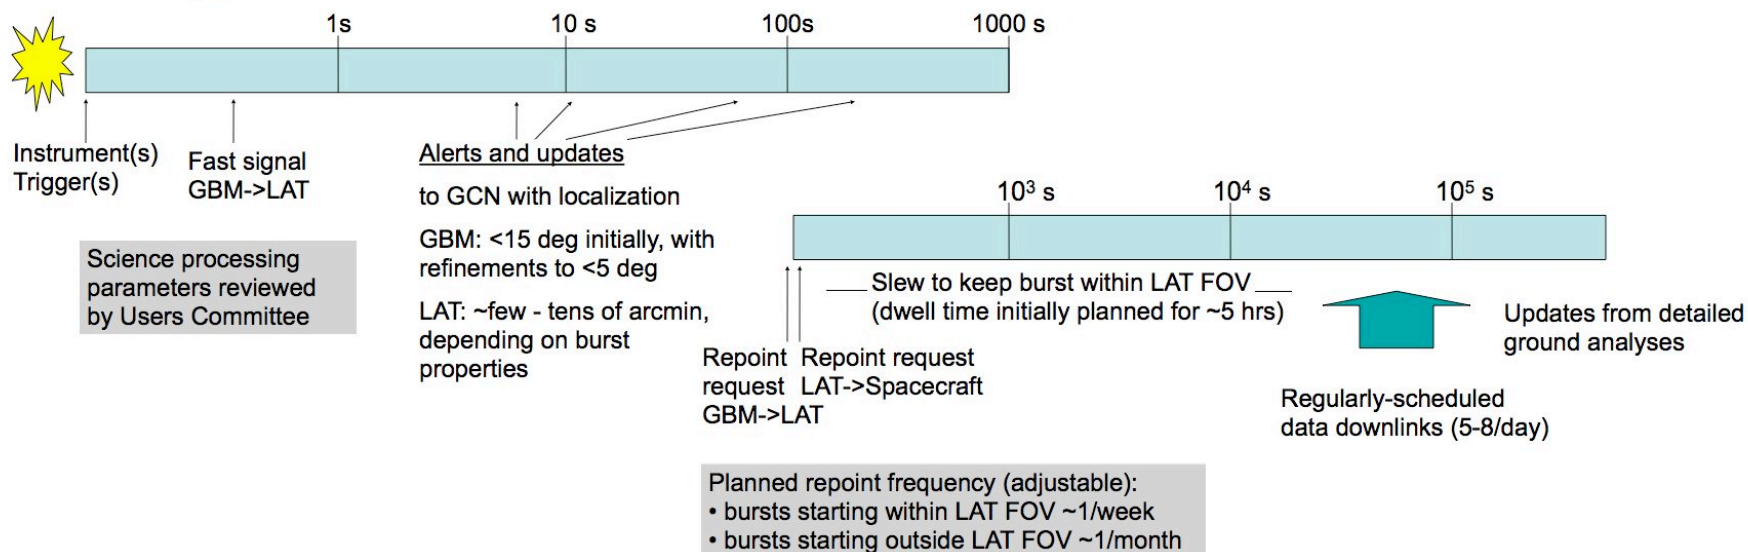 1s
10 s
100s
1000 s
Instrument(s)
Trigger(s)
Fast signal
GBM->LAT
Alerts and updates
to GCN with localization
GBM: <15 deg initially, with
refinements to <5 deg
LAT: ~few - tens of arcmin,
depending on burst
properties
Science processing
parameters reviewed
by Users Committee
10³ s
10⁴ s
10⁵ s
Slew to keep burst within LAT FOV
(dwell time initially planned for ~5 hrs)
Repoint
request
GBM->LAT
Repoint request
LAT->Spacecraft
Updates from detailed
ground analyses
Regularly-scheduled
data downlinks (5-8/day)
Planned repoint frequency (adjustable):
• bursts starting within LAT FOV ~1/week
• bursts starting outside LAT FOV ~1/month